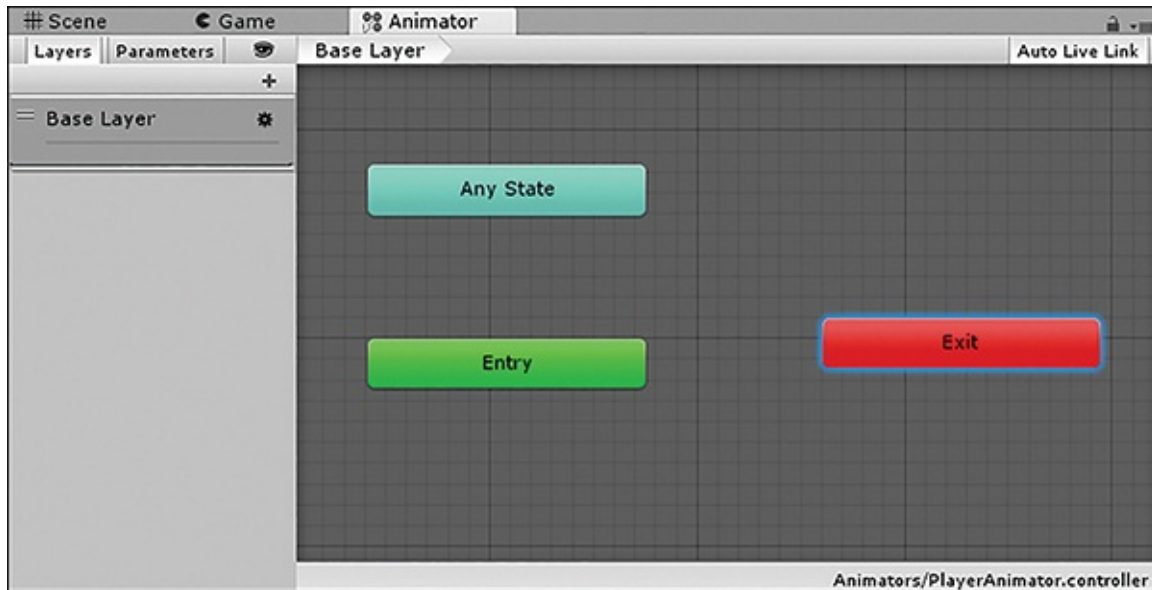 Scene Game Animator
Layers Parameters Base Layer Auto Live Link
Base Layer
Any State
Exit
Entry
Animators/PlayerAnimator.controller